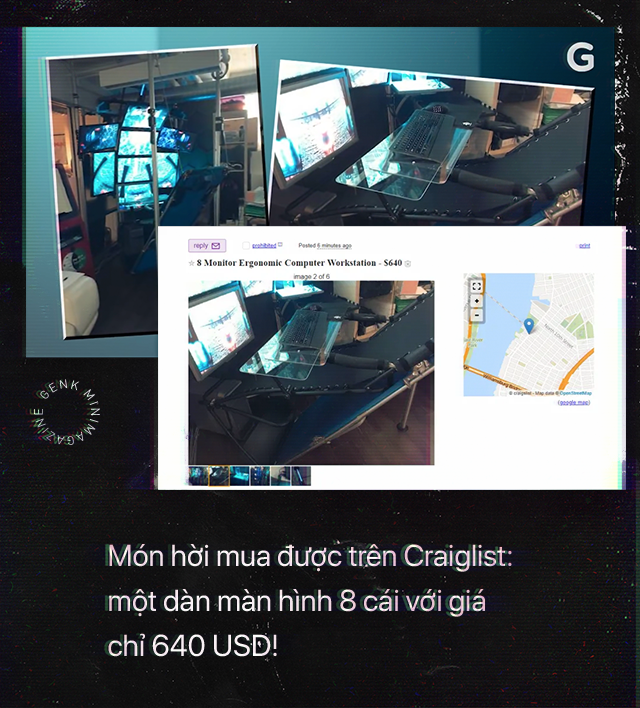 G
reply
prohibited
Posted 6 minutes ago
print
8 Monitor Ergonomic Computer Workstation - $640
image 2 of 6
+
−
© craigslist - Map data © OpenStreetMap
(google map)
GENK MINIMAGAZINE
Món hời mua được trên Craiglist:
một dàn màn hình 8 cái với giá
chỉ 640 USD!